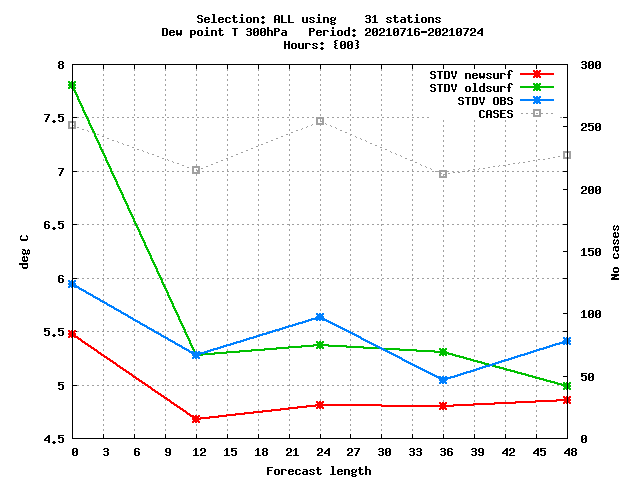 Selection: ALL using    31 stations
Dew point T 300hPa   Period: 20210716-20210724
Hours: {00}
STDV newsurf
STDV oldsurf
STDV OBS
CASES
deg C
8
7.5
7
6.5
6
5.5
5
4.5
No cases
300
250
200
150
100
50
0
0 3 6 9 12 15 18 21 24 27 30 33 36 39 42 45 48
Forecast length